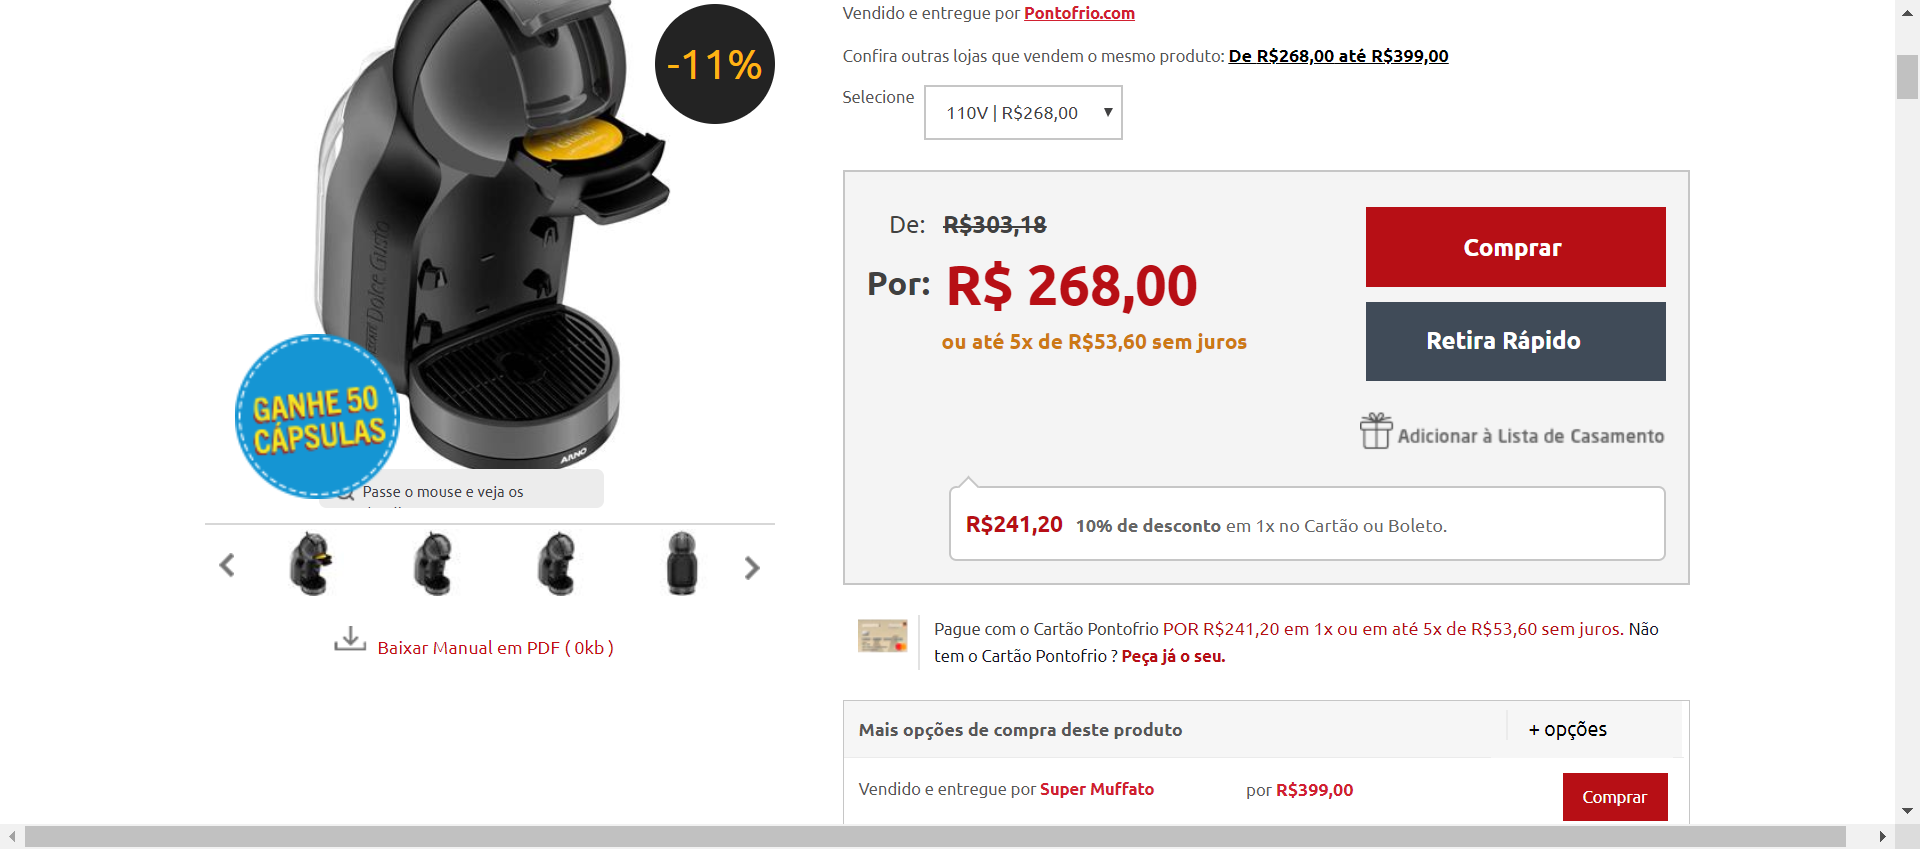 Vendido e entregue por Pontofrio.com
Confira outras lojas que vendem o mesmo produto: De R$268,00 até R$399,00
Selecione
110V | R$268,00
-11%
Dolce Gusto
GANHE 50
CÁPSULAS
ARNO
Passe o mouse e veja os
Baixar Manual em PDF ( 0kb )
De: R$303,18
Por: R$ 268,00
ou até 5x de R$53,60 sem juros
Comprar
Retira Rápido
Adicionar à Lista de Casamento
R$241,20 10% de desconto em 1x no Cartão ou Boleto.
Pague com o Cartão Pontofrio POR R$241,20 em 1x ou em até 5x de R$53,60 sem juros. Não
tem o Cartão Pontofrio ? Peça já o seu.
Mais opções de compra deste produto
+ opções
Vendido e entregue por Super Muffato
por R$399,00
Comprar